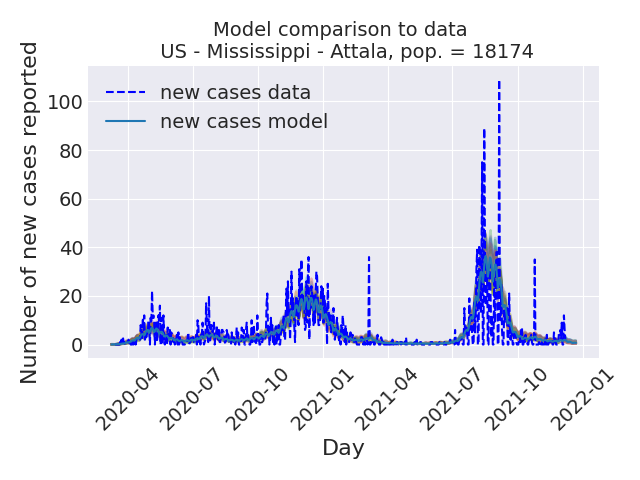 Model comparison to data
US - Mississippi - Attala, pop. = 18174
Number of new cases reported
100
80
60
40
20
0
new cases data
new cases model
2020-04
2020-07
2020-10
2021-01
2021-04
2021-07
2021-10
2022-01
Day